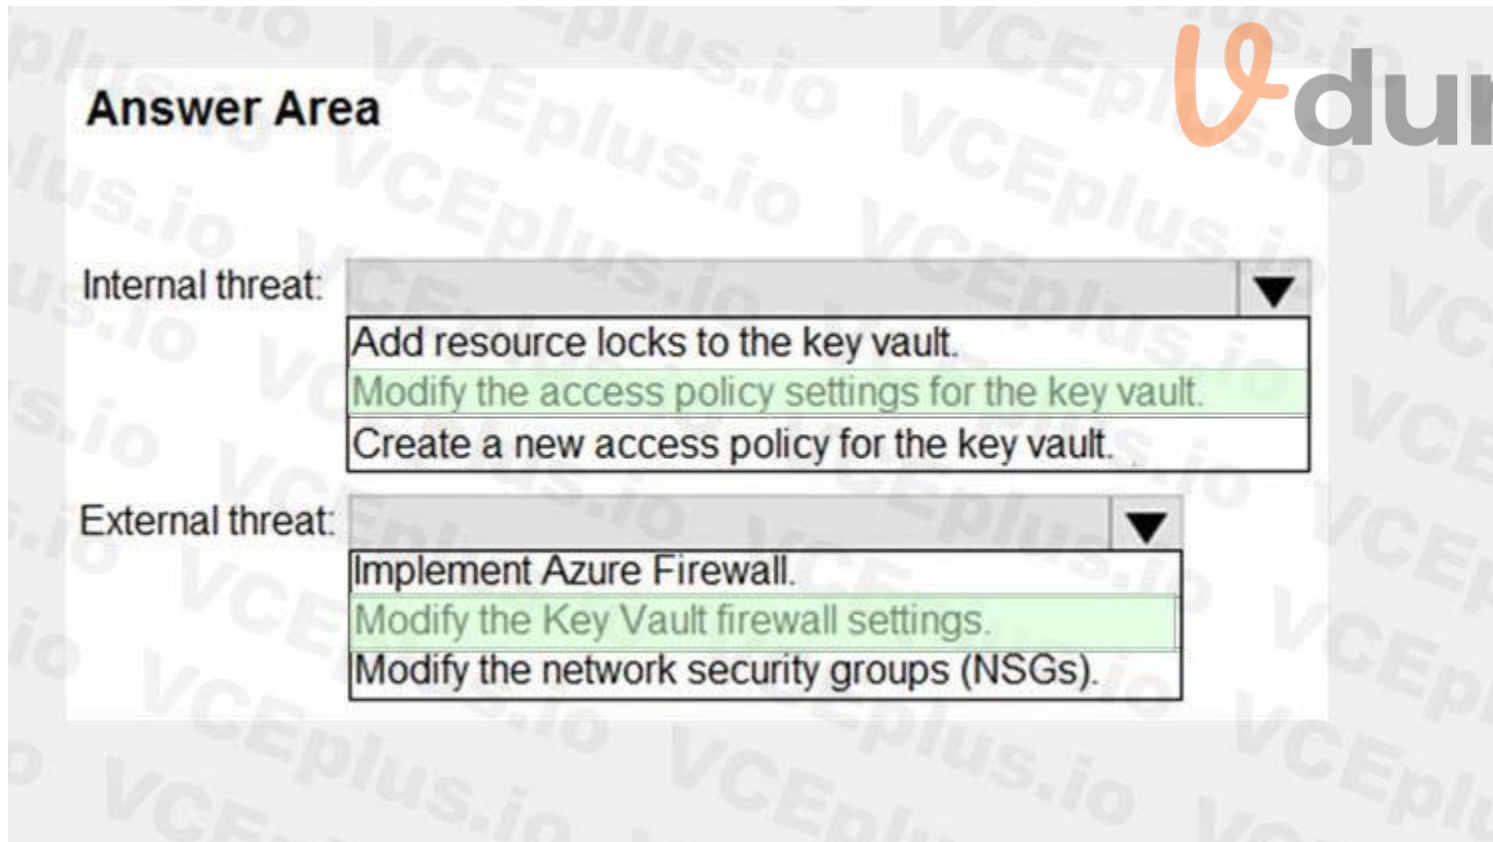 Answer Area
Internal threat:
Add resource locks to the key vault.
Modify the access policy settings for the key vault.
Create a new access policy for the key vault.
External threat:
Implement Azure Firewall.
Modify the Key Vault firewall settings.
Modify the network security groups (NSGs).
VCEplus.io